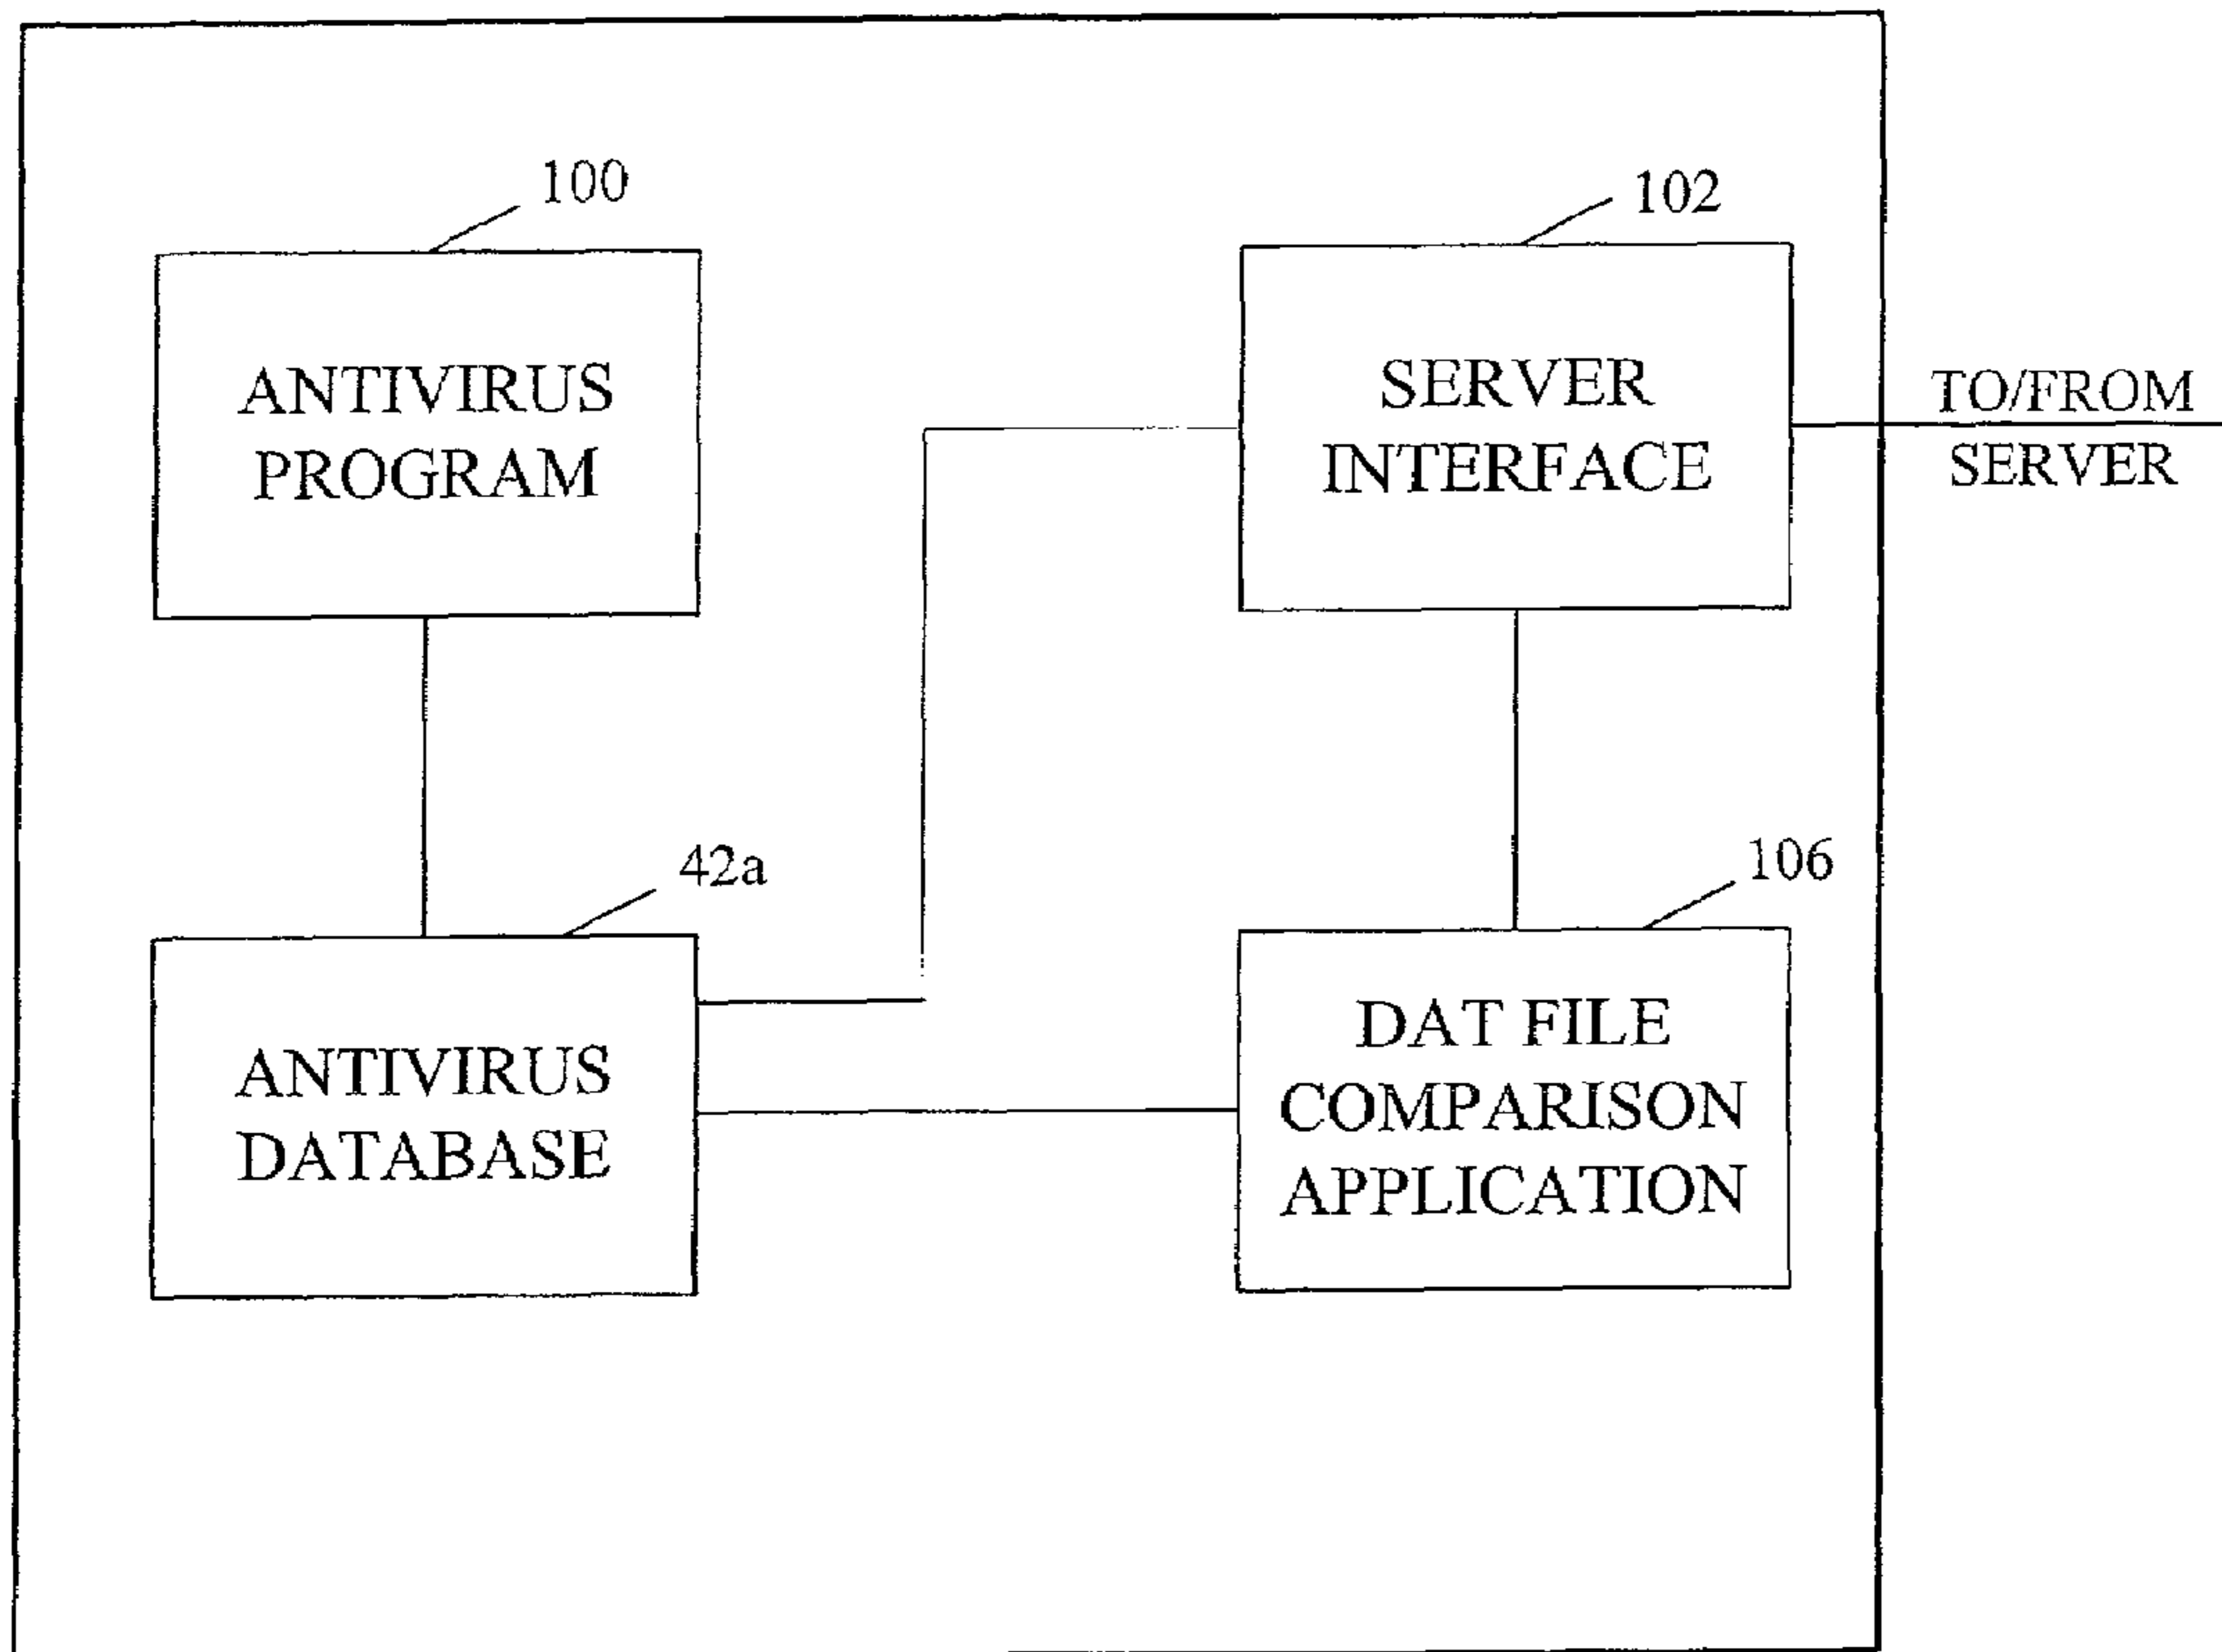 100
ANTIVIRUS
PROGRAM
102
SERVER
INTERFACE
TO/FROM
SERVER
42a
ANTIVIRUS
DATABASE
106
DAT FILE
COMPARISON
APPLICATION